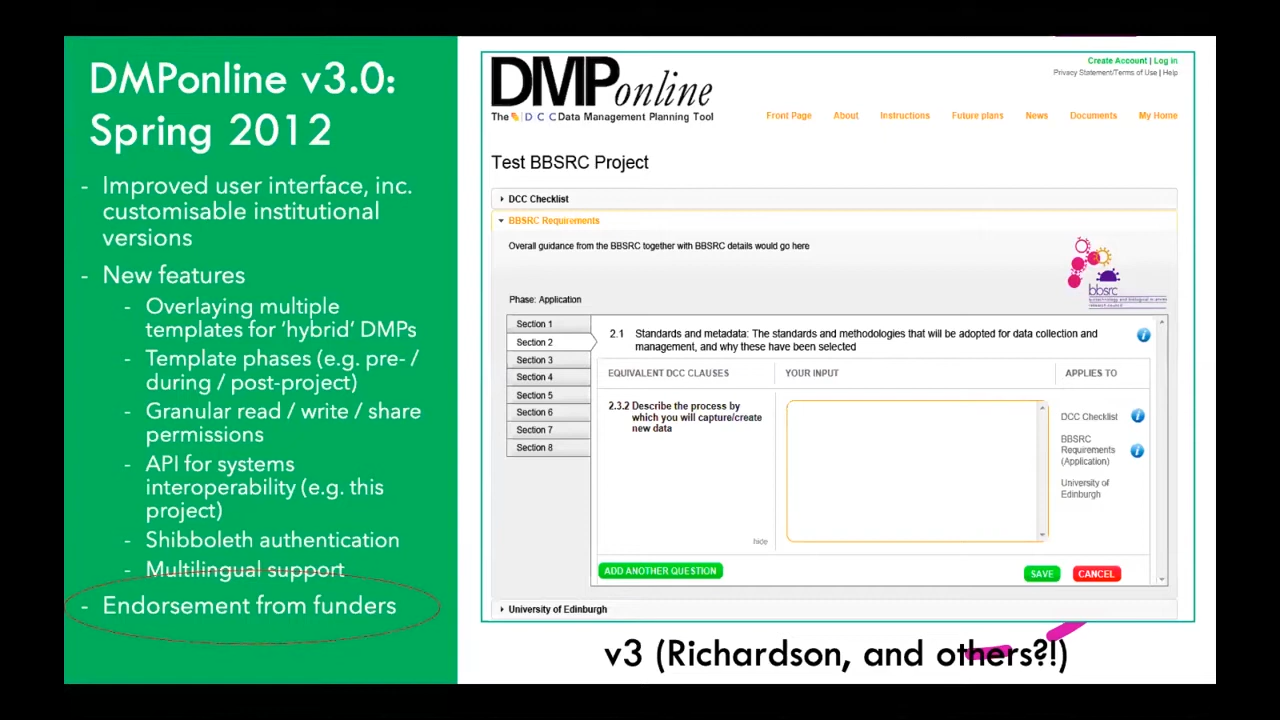 DMPonline v3.0:
Spring 2012
- Improved user interface, inc.
customisable institutional
versions
- New features
- Overlaying multiple
templates for 'hybrid' DMPs
- Template phases (e.g. pre- /
during / post-project)
- Granular read / write / share
permissions
- API for systems
interoperability (e.g. this
project)
- Shibboleth authentication
- Multilingual support
- Endorsement from funders
Create Account | Log in
Privacy Statement/Terms of Use | Help
DMPonline
The DCC Data Management Planning Tool
Front Page About Instructions Future plans News Documents My Home
Test BBSRC Project
DCC Checklist
BBSRC Requirements
Overall guidance from the BBSRC together with BBSRC details would go here
bbsrc
Phase: Application
Section 1
Section 2
Section 3
Section 4
Section 5
Section 6
Section 7
Section 8
2.1 Standards and metadata: The standards and methodologies that will be adopted for data collection and
management, and why these have been selected
EQUIVALENT DCC CLAUSES YOUR INPUT APPLIES TO
2.3.2 Describe the process by
which you will capture/create
new data
hide
DCC Checklist
BBSRC
Requirements
(Application)
University of
Edinburgh
ADD ANOTHER QUESTION SAVE CANCEL
University of Edinburgh
v3 (Richardson, and others?!)